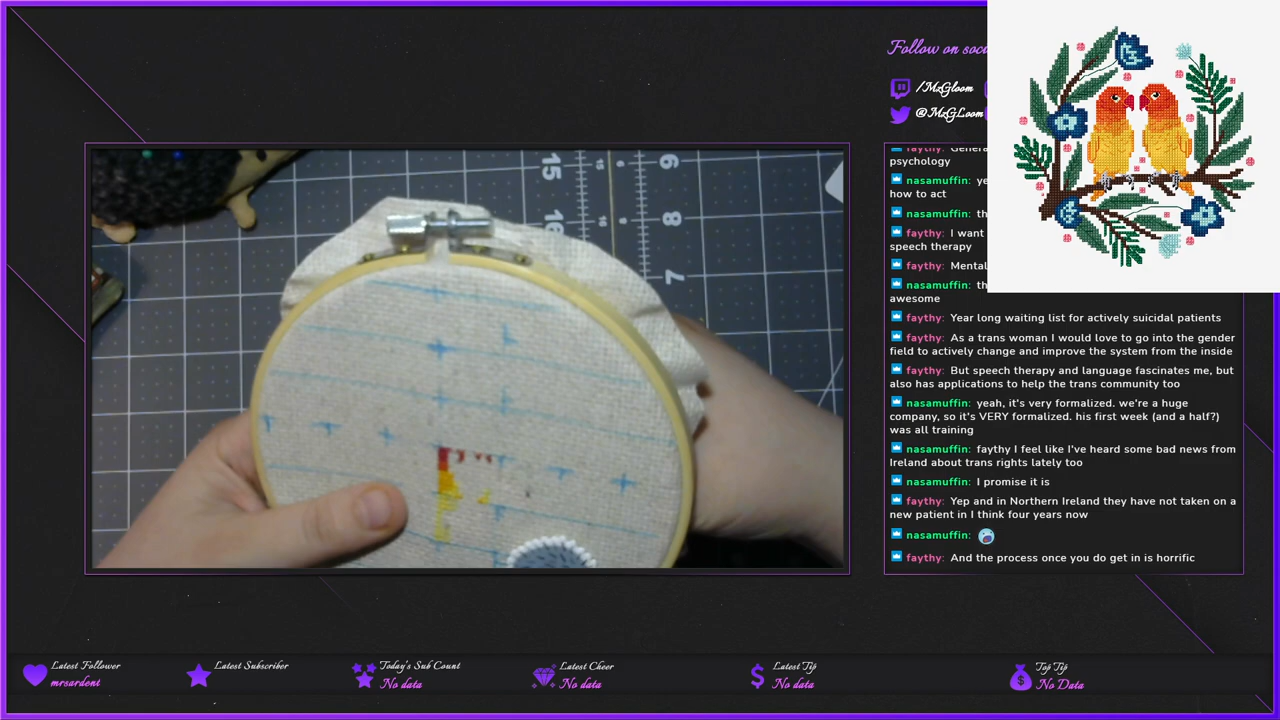 Follow on soci
/MzGloom
@MzGLoom
faythy: Genera
psychology
nasamuffin: ye
how to act
nasamuffin: th
faythy: I want
speech therapy
faythy: Mental
nasamuffin: th
awesome
faythy: Year long waiting list for actively suicidal patients
faythy: As a trans woman I would love to go into the gender
field to actively change and improve the system from the inside
faythy: But speech therapy and language fascinates me, but
also has applications to help the trans community too
nasamuffin: yeah, it's very formalized. we're a huge
company, so it's VERY formalized. his first week (and a half?)
was all training
nasamuffin: faythy I feel like I've heard some bad news from
Ireland about trans rights lately too
nasamuffin: I promise it is
faythy: Yep and in Northern Ireland they have not taken on a
new patient in I think four years now
nasamuffin:
faythy: And the process once you do get in is horrific
15
15
6
9
16
16
8
7
Latest Follower
mrsardent
Latest Subscriber
Today's Sub Count
No data
Latest Cheer
No data
Latest Tip
No data
Top Tip
No Data